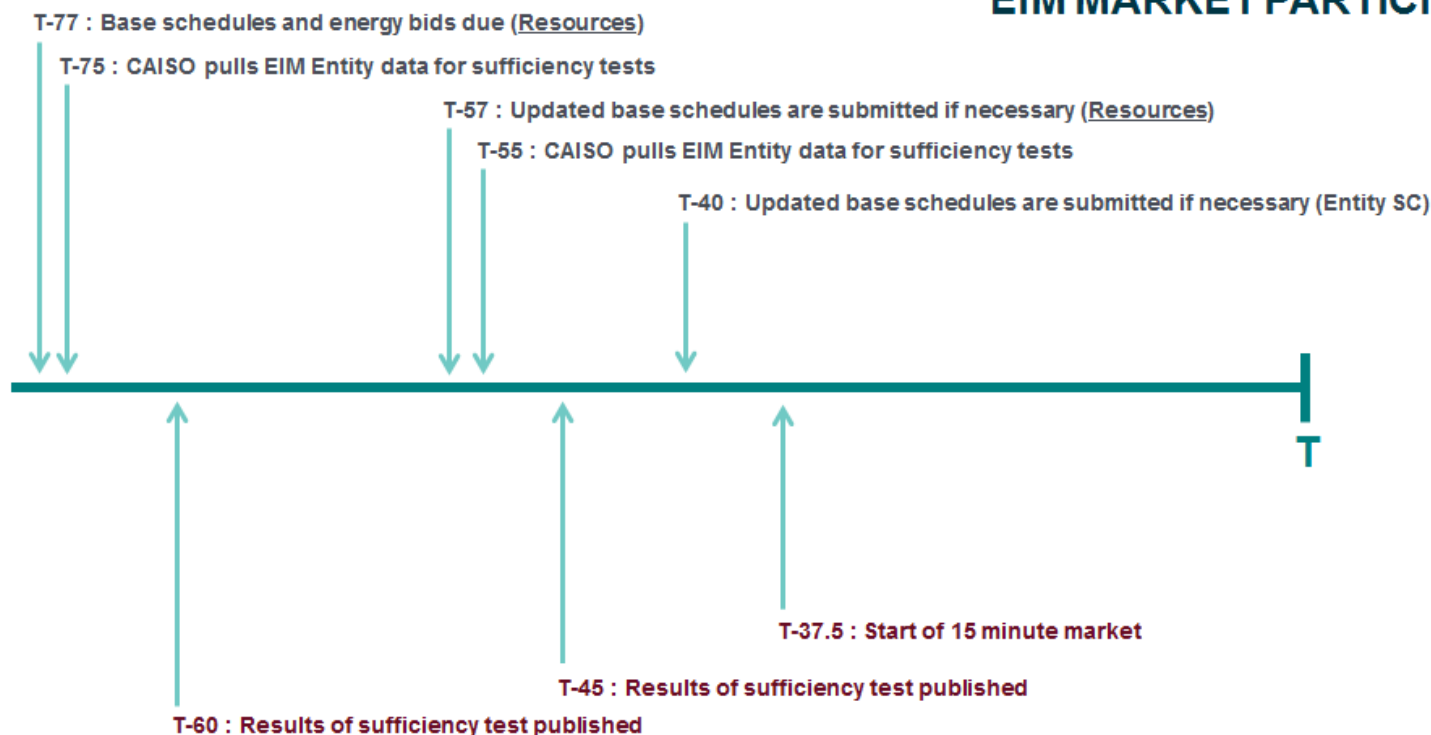 EIM MARKET PARTICI
T-77 : Base schedules and energy bids due (Resources)
T-75 : CAISO pulls EIM Entity data for sufficiency tests
T-57 : Updated base schedules are submitted if necessary (Resources)
T-55 : CAISO pulls EIM Entity data for sufficiency tests
T-40 : Updated base schedules are submitted if necessary (Entity SC)
T
T-37.5 : Start of 15 minute market
T-45 : Results of sufficiency test published
T-60 : Results of sufficiency test published